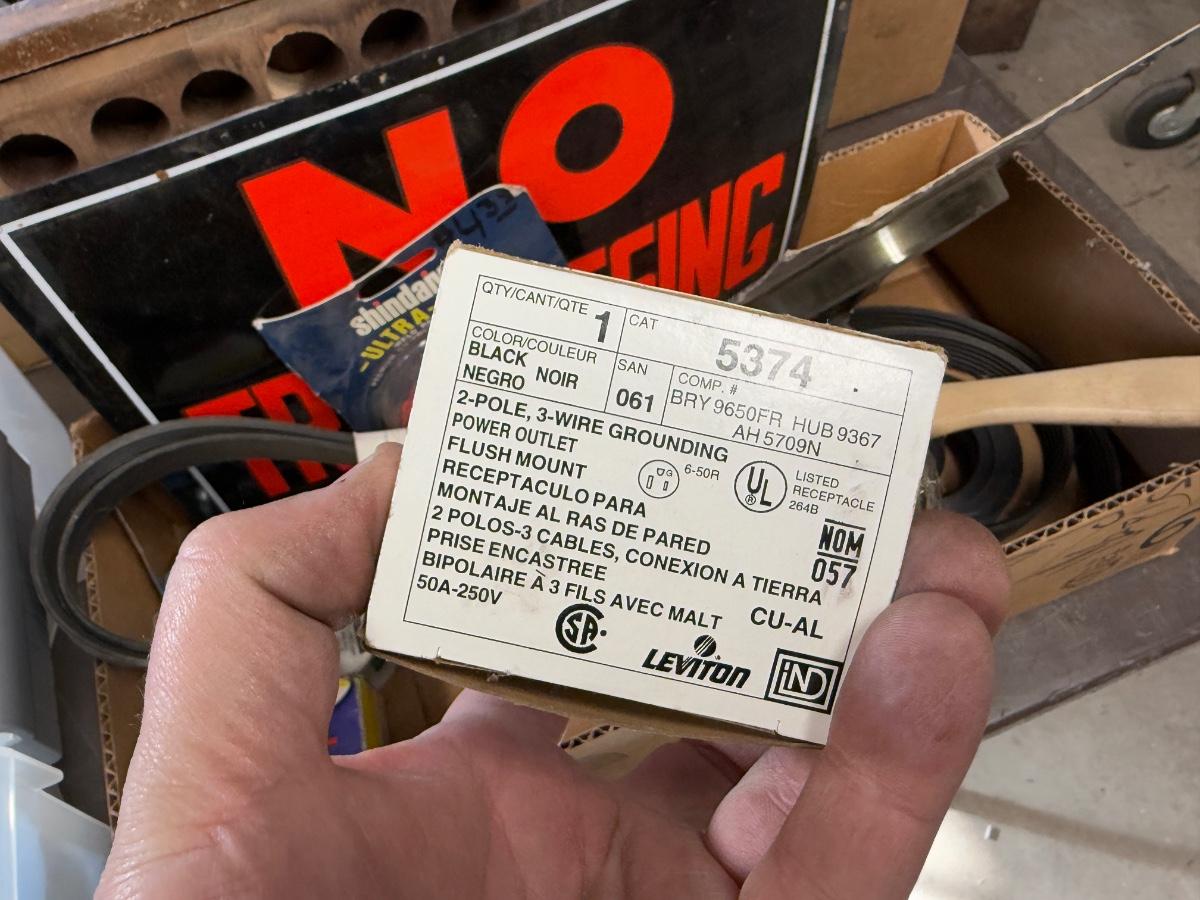 NO
shindaiwa
ULTRA
QTY/CANT/QTE 1
CAT 5374
COLOR/COULEUR
BLACK NOIR
NEGRO
SAN
061
COMP. #
BRY 9650FR HUB 9367
AH 5709N
2-POLE, 3-WIRE GROUNDING
POWER OUTLET
FLUSH MOUNT
G
6-50R
UL
LISTED
RECEPTACLE
264B
RECEPTACULO PARA
MONTAJE AL RAS DE PARED
2 POLOS-3 CABLES, CONEXION A TIERRA
PRISE ENCASTREE
BIPOLAIRE À 3 FILS AVEC MALT
50A-250V
NOM
057
CU-AL
SA
LEVITON
IND